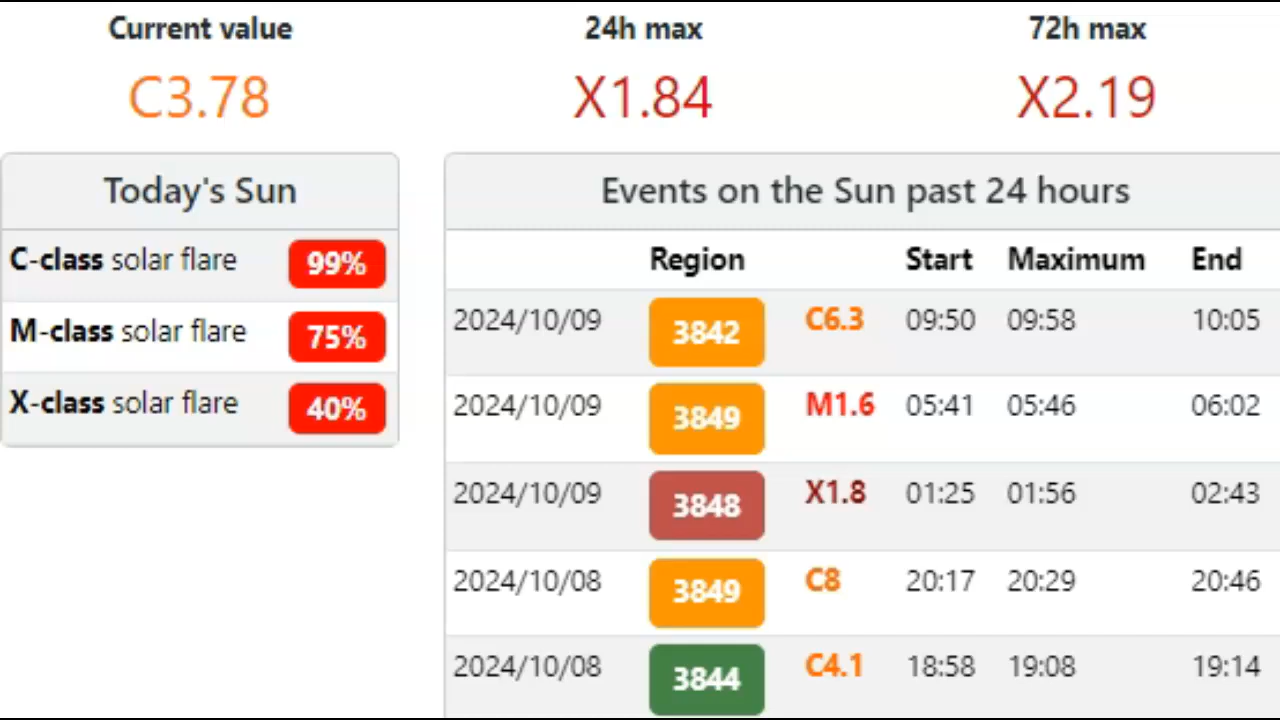 Current value 24h max 72h max
C3.78 X1.84 X2.19
Today's Sun
C-class solar flare 99%
M-class solar flare 75%
X-class solar flare 40%
Events on the Sun past 24 hours
Region Start Maximum End
2024/10/09 3842 C6.3 09:50 09:58 10:05
2024/10/09 3849 M1.6 05:41 05:46 06:02
2024/10/09 3848 X1.8 01:25 01:56 02:43
2024/10/08 3849 C8 20:17 20:29 20:46
2024/10/08 3844 C4.1 18:58 19:08 19:14